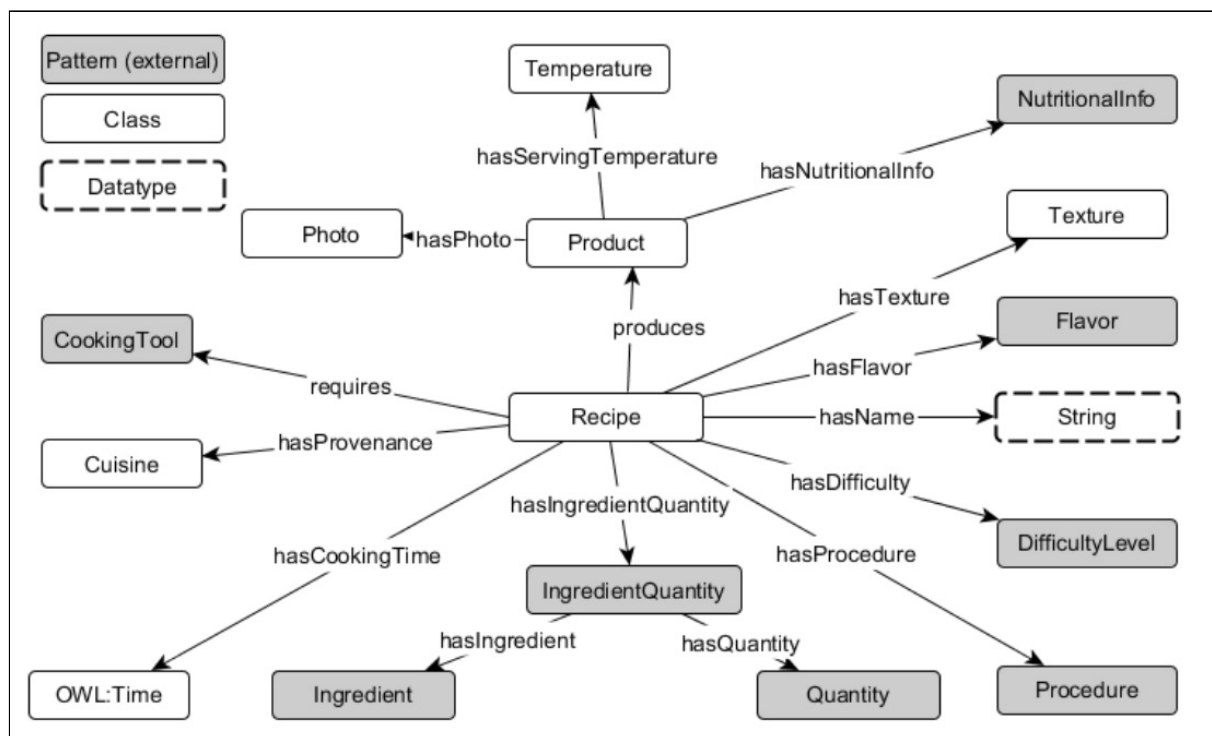 Pattern (external)
Class
Datatype
Temperature
NutritionalInfo
hasServingTemperature
hasNutritionalInfo
Photo
hasPhoto
Product
Texture
hasTexture
produces
CookingTool
Flavor
hasFlavor
requires
Recipe
hasName
String
hasProvenance
Cuisine
hasDifficulty
hasIngredientQuantity
hasCookingTime
hasProcedure
DifficultyLevel
IngredientQuantity
hasIngredient
hasQuantity
OWL:Time
Ingredient
Quantity
Procedure